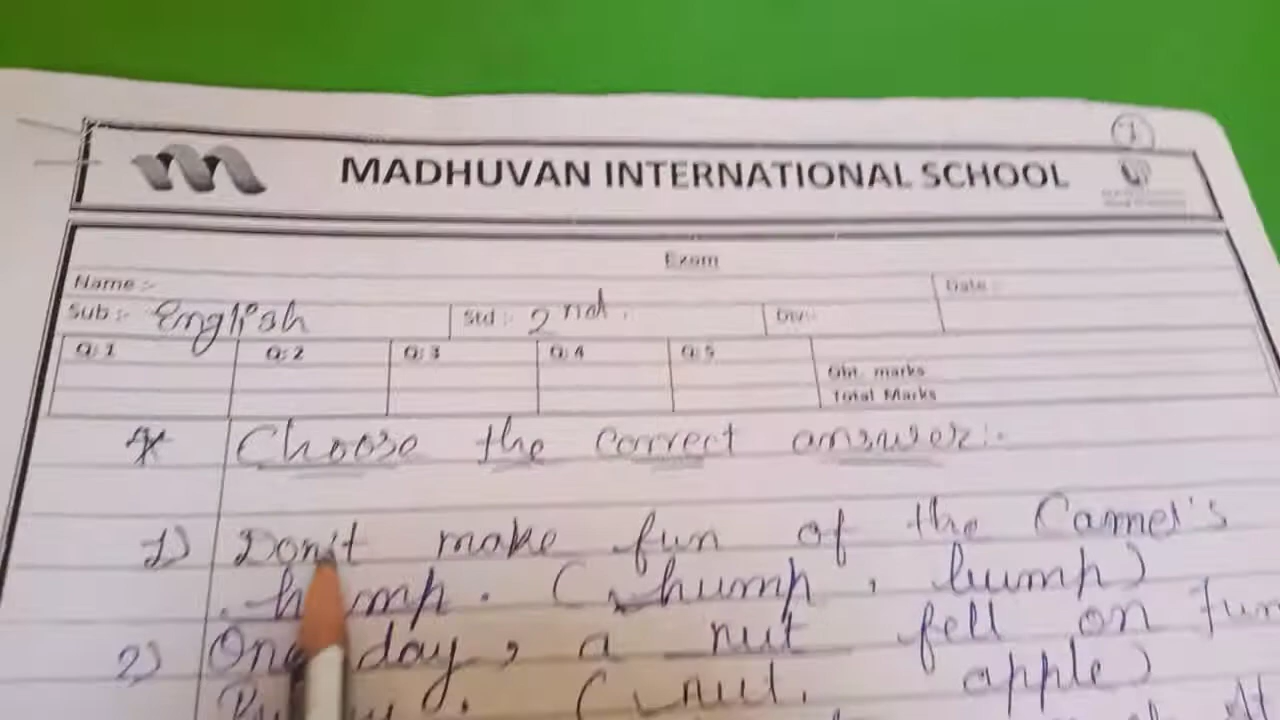 1
MADHUVAN INTERNATIONAL SCHOOL
Exam
Name :-
Date :-
Sub :- English
Std :- 2nd.
Div :-
Q: 1
Q: 2
Q: 3
Q: 4
Q: 5
Obt. marks
Total Marks
* Choose the correct answer:-
1) Don't make fun of the Camel's
hump. (hump, lump)
2) One day, a nut fell on
(nut, apple)